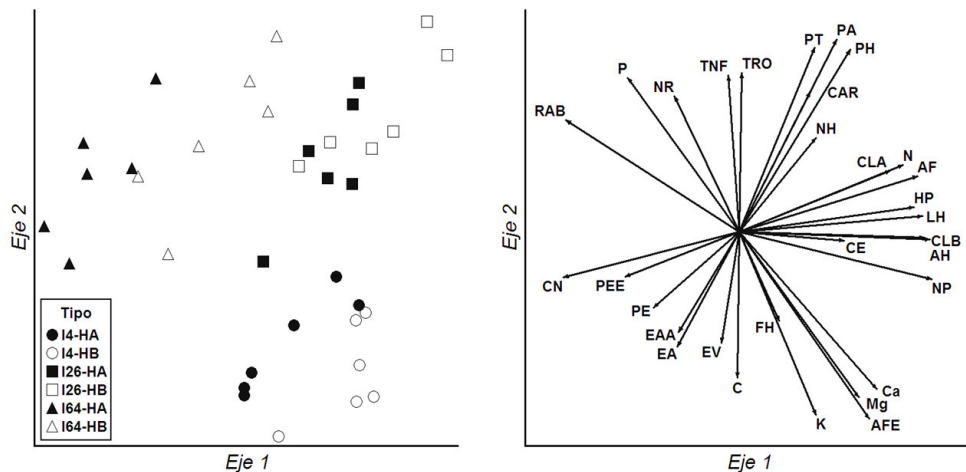 Eje 2
Tipo
I4-HA
I4-HB
I26-HA
I26-HB
I64-HA
I64-HB
Eje 1
Eje 2
PT
PA
PH
P
TNF
TRO
NR
CAR
RAB
NH
CLA
N
AF
HP
LH
CE
CLB
AH
CN
PEE
NP
PE
EAA
FH
EA
EV
C
Ca
Mg
K
AFE
Eje 1